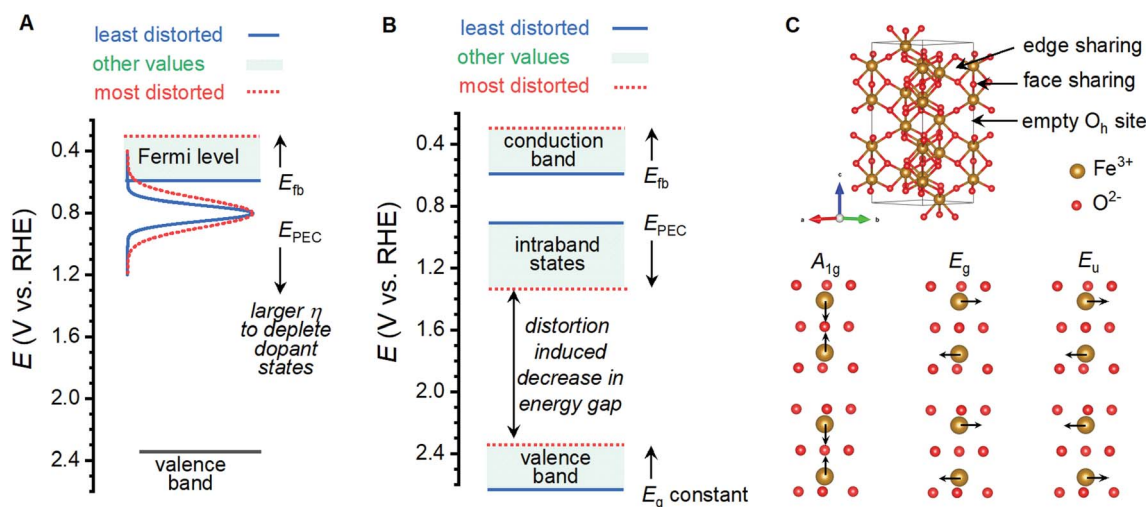 A
least distorted
other values
most distorted
E (V vs. RHE)
0.4
0.8
1.2
1.6
2.0
2.4
Fermi level
E_fb
E_PEC
larger η
to deplete
dopant
states
valence
band
B
least distorted
other values
most distorted
E (V vs. RHE)
0.4
0.8
1.2
1.6
2.0
2.4
conduction
band
E_fb
E_PEC
intraband
states
distortion
induced
decrease in
energy gap
valence
band
E_g constant
C
edge sharing
face sharing
empty O_h site
c
a
b
Fe³⁺
O²⁻
A_1g
E_g
E_u